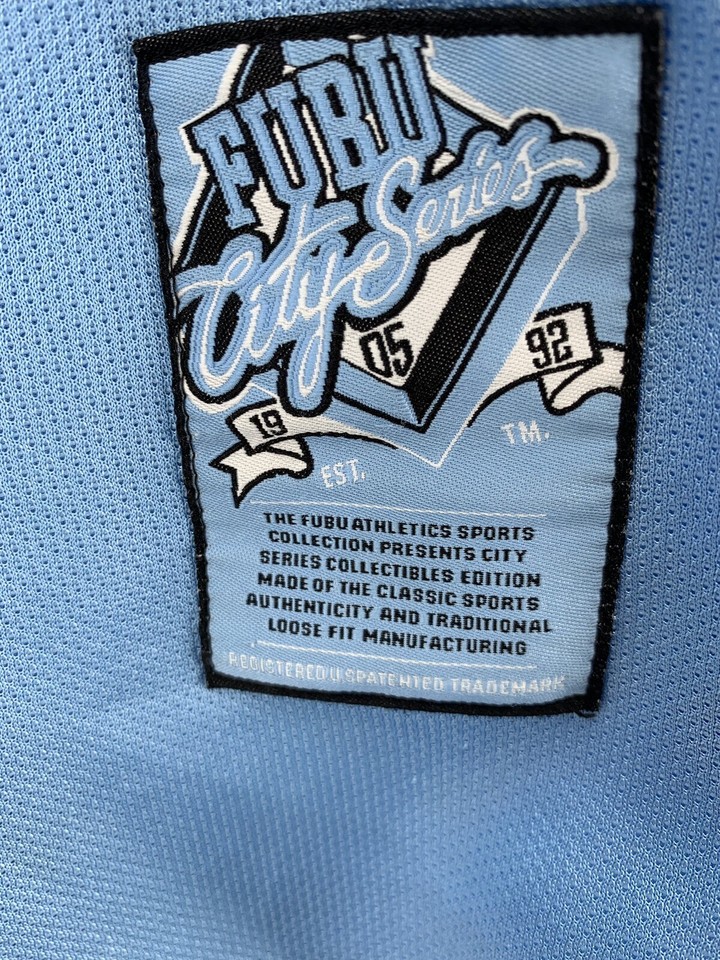 FUBU
City Series
19 05 92
EST. TM.
THE FUBU ATHLETICS SPORTS
COLLECTION PRESENTS CITY
SERIES COLLECTIBLES EDITION
MADE OF THE CLASSIC SPORTS
AUTHENTICITY AND TRADITIONAL
LOOSE FIT MANUFACTURING
REGISTERED U.S PATENTED TRADEMARK